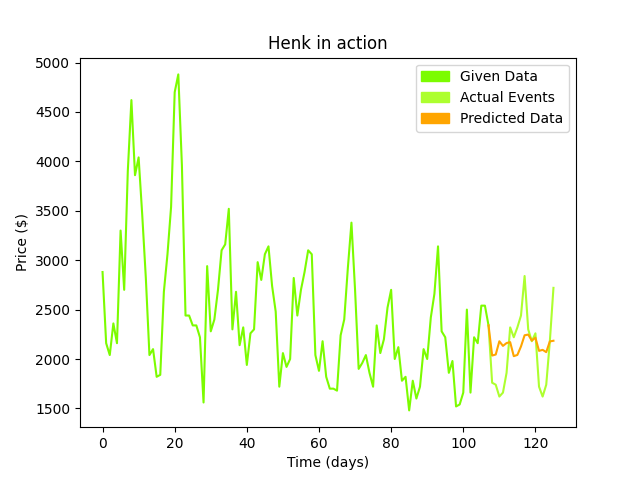 Henk in action
Given Data
Actual Events
Predicted Data
Price ($)
5000
4500
4000
3500
3000
2500
2000
1500
0 20 40 60 80 100 120
Time (days)